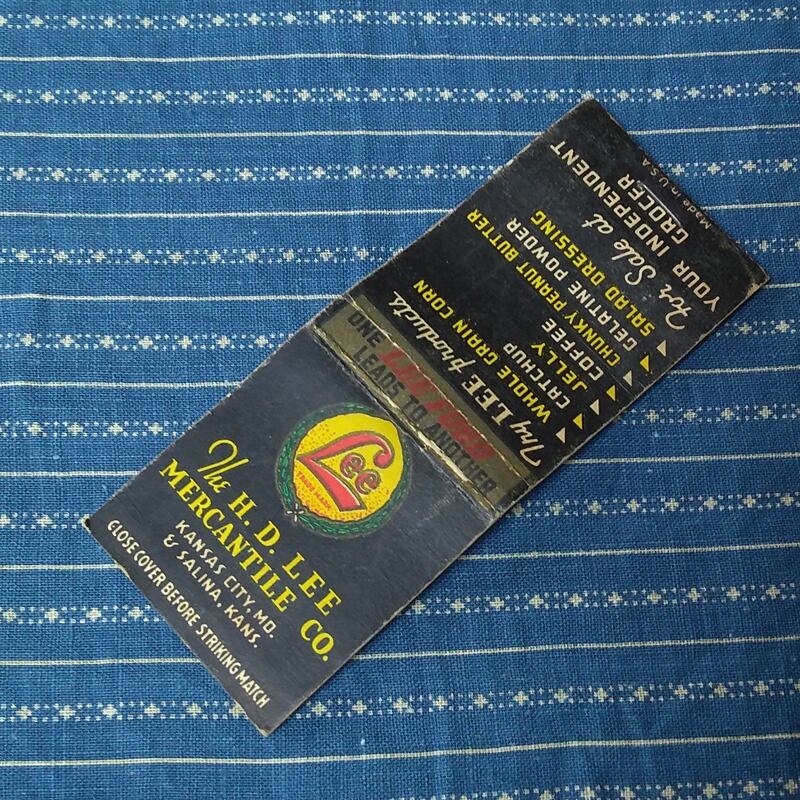 Try LEE products
WHOLE GRAIN CORN
CATCHUP
JELLY
COFFEE
CHUNKY PEANUT BUTTER
GELATINE POWDER
SALAD DRESSING
For Sale at
YOUR INDEPENDENT
GROCER
Made in U.S.A.
ONE LEE FOOD
LEADS TO ANOTHER
Lee
TRADE MARK
The H. D. LEE
MERCANTILE CO.
KANSAS CITY, MO.
& SALINA, KANS.
CLOSE COVER BEFORE STRIKING MATCH